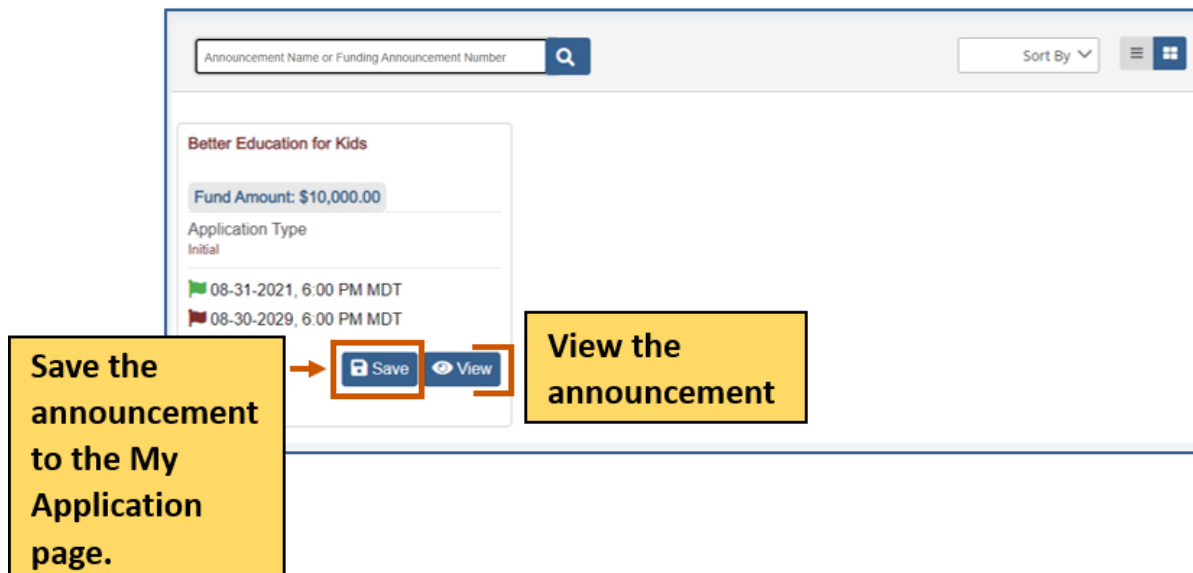 Announcement Name or Funding Announcement Number
Sort By
Better Education for Kids
Fund Amount: $10,000.00
Application Type
Initial
08-31-2021, 6:00 PM MDT
08-30-2029, 6:00 PM MDT
Save
View
Save the
announcement
to the My
Application
page.
View the
announcement